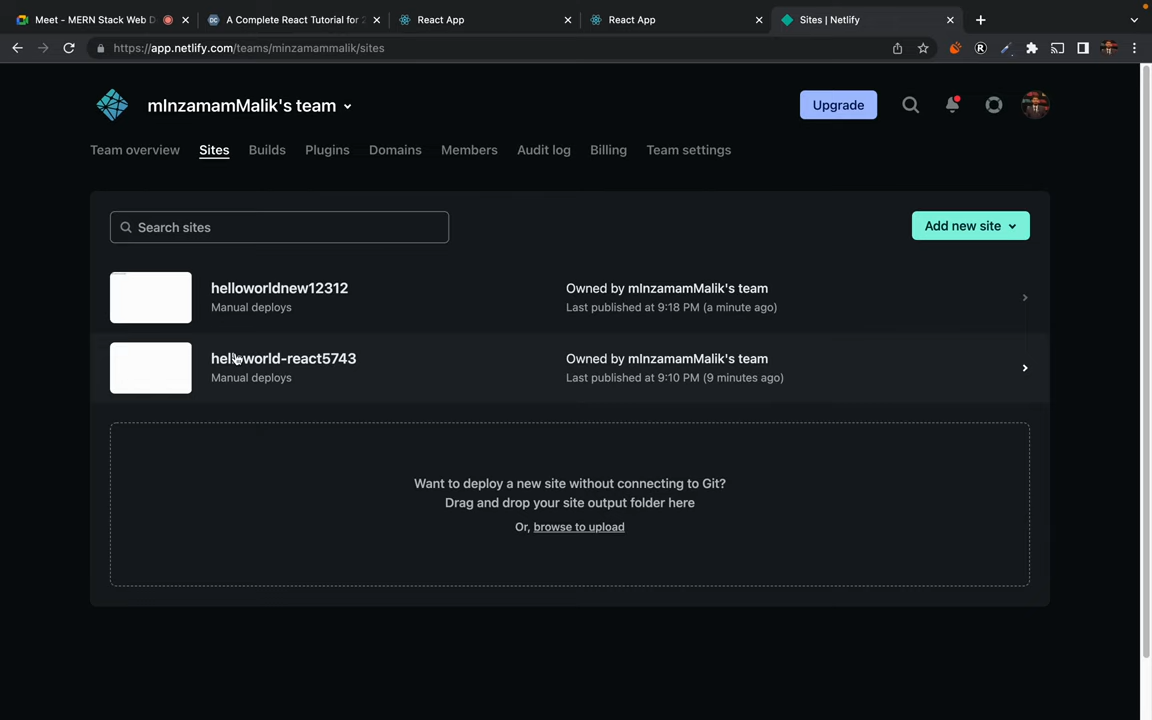 Meet - MERN Stack Web D
A Complete React Tutorial for 2
React App
React App
Sites | Netlify
https://app.netlify.com/teams/minzamammalik/sites
mInzamamMalik's team
Upgrade
Team overview
Sites
Builds
Plugins
Domains
Members
Audit log
Billing
Team settings
Search sites
Add new site
helloworldnew12312
Manual deploys
Owned by mInzamamMalik's team
Last published at 9:18 PM (a minute ago)
helloworld-react5743
Manual deploys
Owned by mInzamamMalik's team
Last published at 9:10 PM (9 minutes ago)
Want to deploy a new site without connecting to Git?
Drag and drop your site output folder here
Or, browse to upload